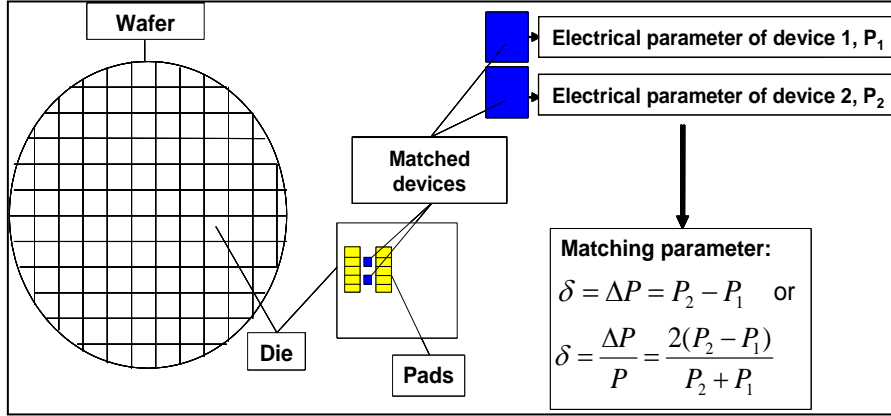 Wafer
Electrical parameter of device 1, P₁
Electrical parameter of device 2, P₂
Matched
devices
Die
Pads
Matching parameter:
δ = ΔP = P₂ − P₁ or
δ = ΔP/P = 2(P₂ − P₁)/(P₂ + P₁)